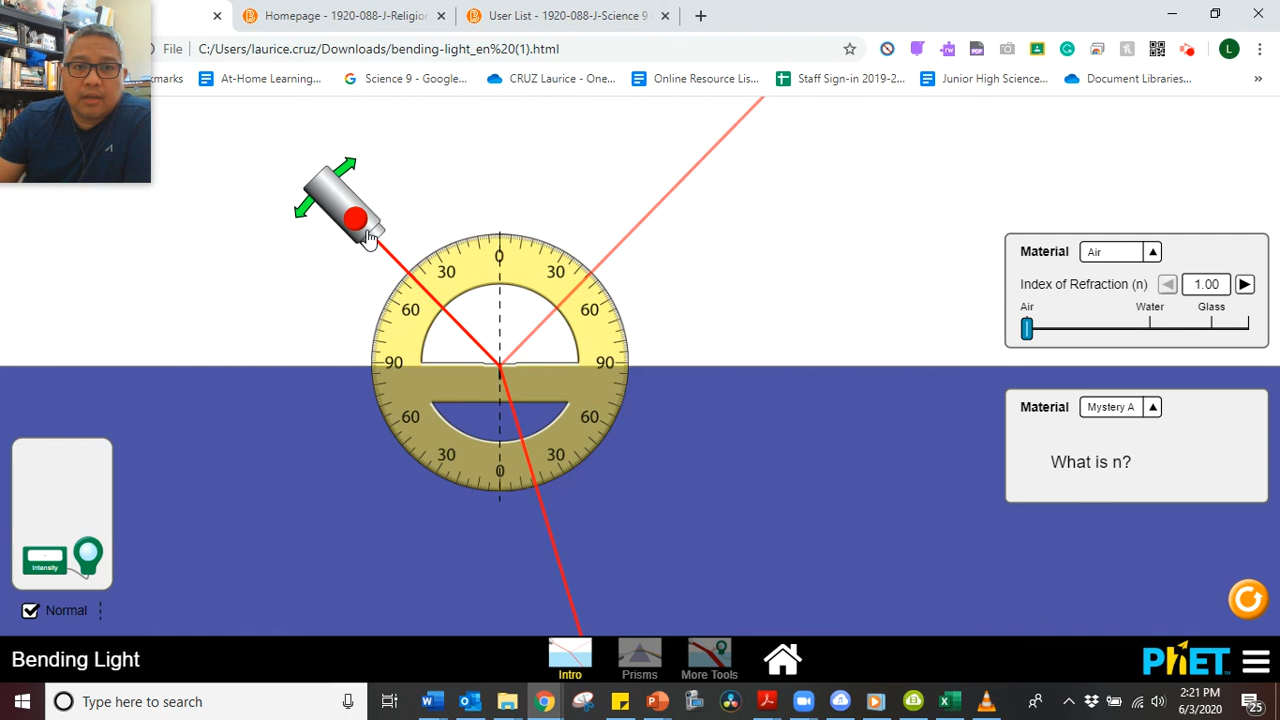 Homepage - 1920-088-J-Religion
User List - 1920-088-J-Science 9
File
C:/Users/laurice.cruz/Downloads/bending-light_en%20(1).html
L
kmarks
At-Home Learning...
Science 9 - Google...
CRUZ Laurice - One...
Online Resource Lis...
Staff Sign-in 2019-2...
Junior High Science...
Document Libraries...
»
0
30
30
60
60
90
90
60
60
30
30
0
Material
Air
Index of Refraction (n)
1.00
Air
Water
Glass
Material
Mystery A
What is n?
Intensity
Normal
Bending Light
Intro
Prisms
More Tools
PhET
Type here to search
2:21 PM
6/3/2020
25